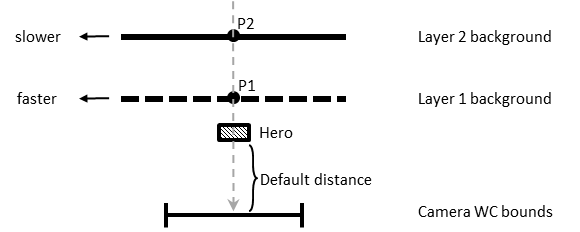 P2
slower Layer 2 background
P1
faster Layer 1 background
Hero
Default distance
Camera WC bounds